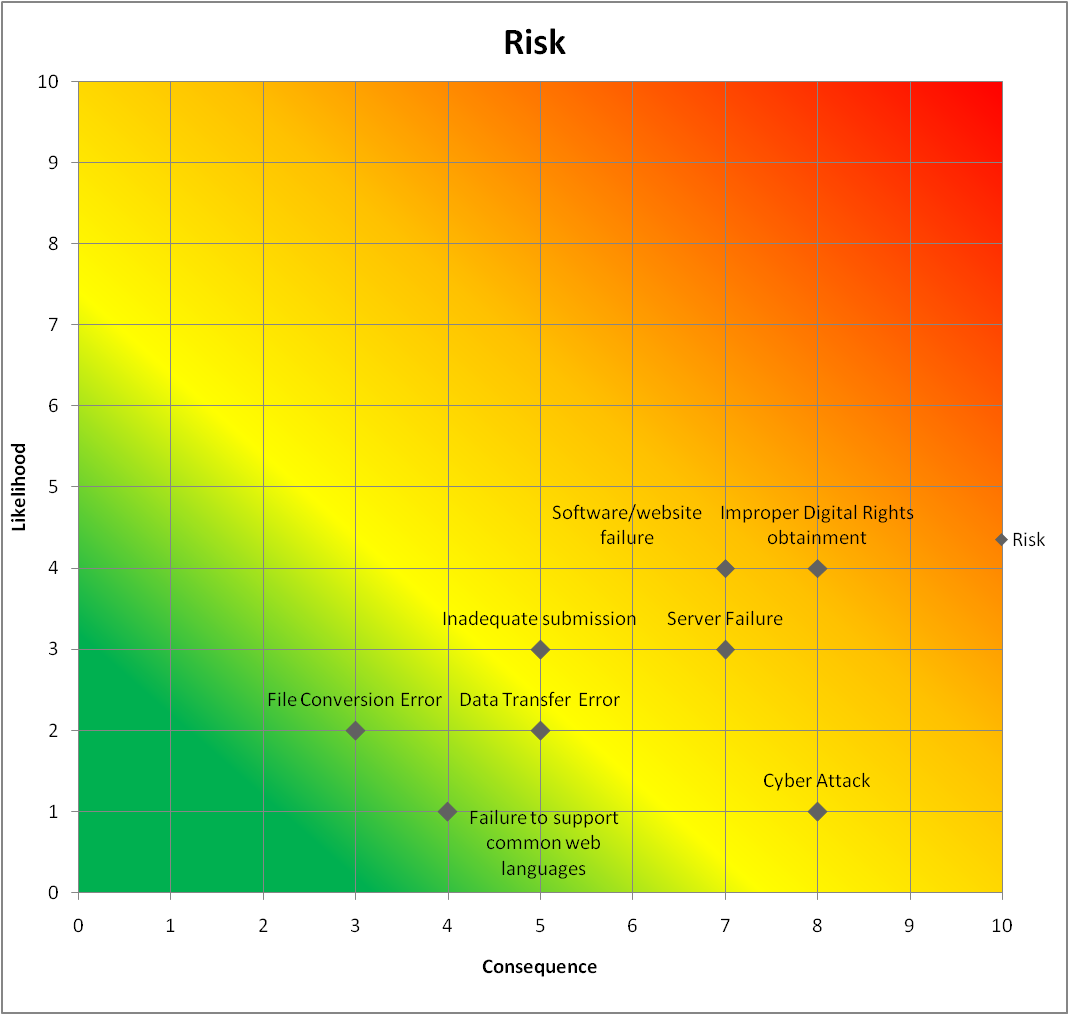 Risk
10
9
8
7
6
5
4
3
2
1
0
Likelihood
Software/website
failure
Improper Digital Rights
obtainment
Risk
Inadequate submission
Server Failure
File Conversion Error
Data Transfer Error
Cyber Attack
Failure to support
common web
languages
0 1 2 3 4 5 6 7 8 9 10
Consequence